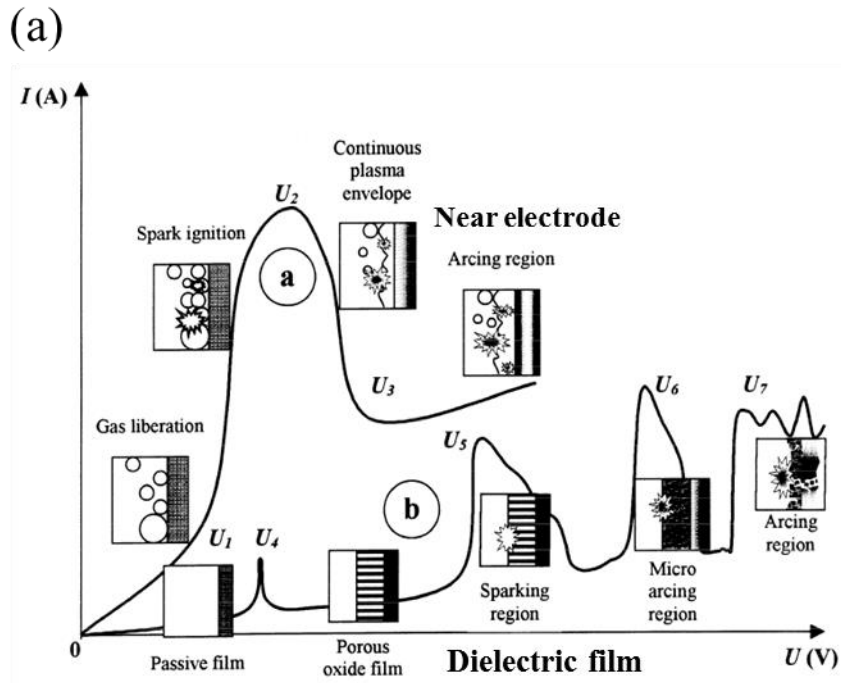 (a)
I (A)
Continuous
plasma
envelope
U2
Near electrode
Spark ignition
a
Arcing region
U3
U6
U7
Gas liberation
U5
b
U1
U4
Arcing
region
Sparking
region
Micro
arcing
region
0
Passive film
Porous
oxide film
Dielectric film
U (V)